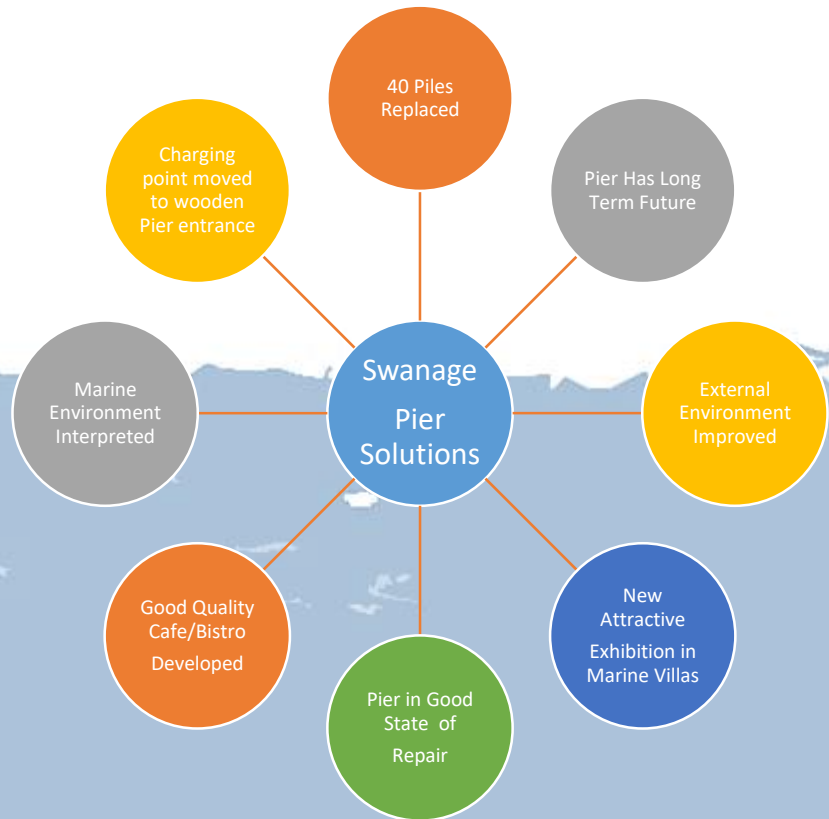 40 Piles
Replaced
Charging
point moved
to wooden
Pier entrance
Pier Has Long
Term Future
Swanage
Pier
Solutions
Marine
Environment
Interpreted
External
Environment
Improved
Good Quality
Cafe/Bistro
Developed
New
Attractive
Exhibition in
Marine Villas
Pier in Good
State of
Repair